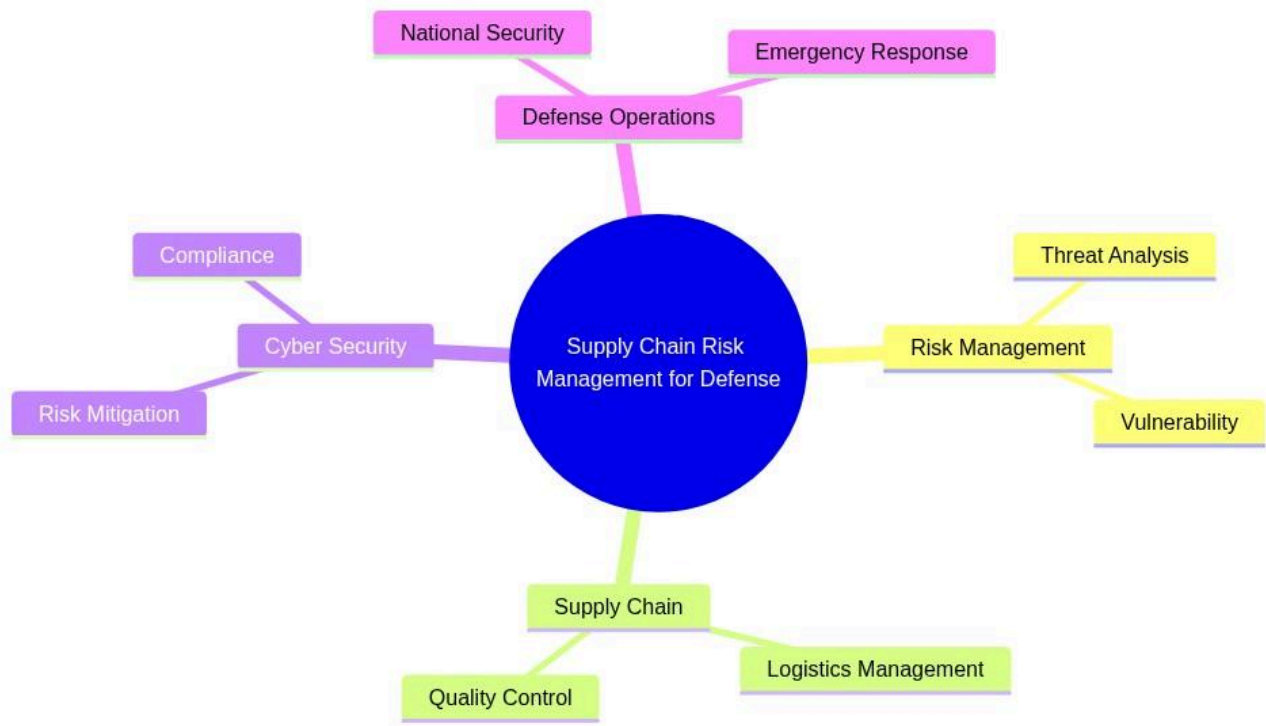 National Security
Emergency Response
Defense Operations
Compliance
Threat Analysis
Cyber Security
Supply Chain Risk
Management for Defense
Risk Management
Risk Mitigation
Vulnerability
Supply Chain
Logistics Management
Quality Control